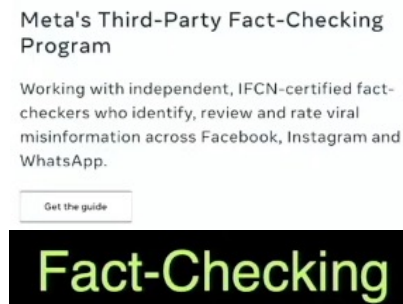 Meta's Third-Party Fact-Checking
Program
Working with independent, IFCN-certified fact-
checkers who identify, review and rate viral
misinformation across Facebook, Instagram and
WhatsApp.
Get the guide
Fact-Checking